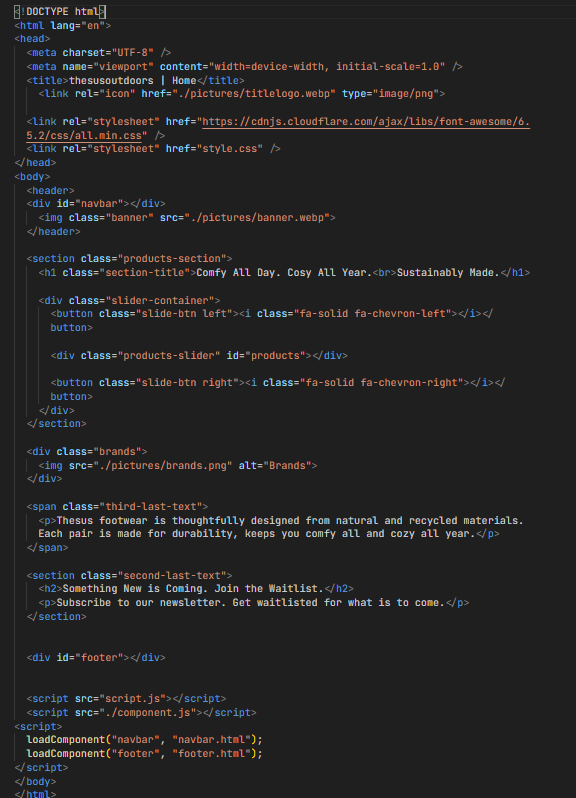 <!DOCTYPE html>
<html lang="en">
<head>
<meta charset="UTF-8" />
<meta name="viewport" content="width=device-width, initial-scale=1.0" />
<title>thesusoutdoors | Home</title>
<link rel="icon" href="./pictures/titlelogo.webp" type="image/png">
<link rel="stylesheet" href="https://cdnjs.cloudflare.com/ajax/libs/font-awesome/6.
5.2/css/all.min.css" />
<link rel="stylesheet" href="style.css" />
</head>
<body>
<header>
<div id="navbar"></div>
<img class="banner" src="./pictures/banner.webp">
</header>
<section class="products-section">
<h1 class="section-title">Comfy All Day. Cosy All Year.<br>Sustainably Made.</h1>
<div class="slider-container">
<button class="slide-btn left"><i class="fa-solid fa-chevron-left"></i></
button>
<div class="products-slider" id="products"></div>
<button class="slide-btn right"><i class="fa-solid fa-chevron-right"></i></
button>
</div>
</section>
<div class="brands">
<img src="./pictures/brands.png" alt="Brands">
</div>
<span class="third-last-text">
<p>Thesus footwear is thoughtfully designed from natural and recycled materials.
Each pair is made for durability, keeps you comfy all and cozy all year.</p>
</span>
<section class="second-last-text">
<h2>Something New is Coming. Join the Waitlist.</h2>
<p>Subscribe to our newsletter. Get waitlisted for what is to come.</p>
</section>
<div id="footer"></div>
<script src="script.js"></script>
<script src="./component.js"></script>
<script>
loadComponent("navbar", "navbar.html");
loadComponent("footer", "footer.html");
</script>
</body>
</html>